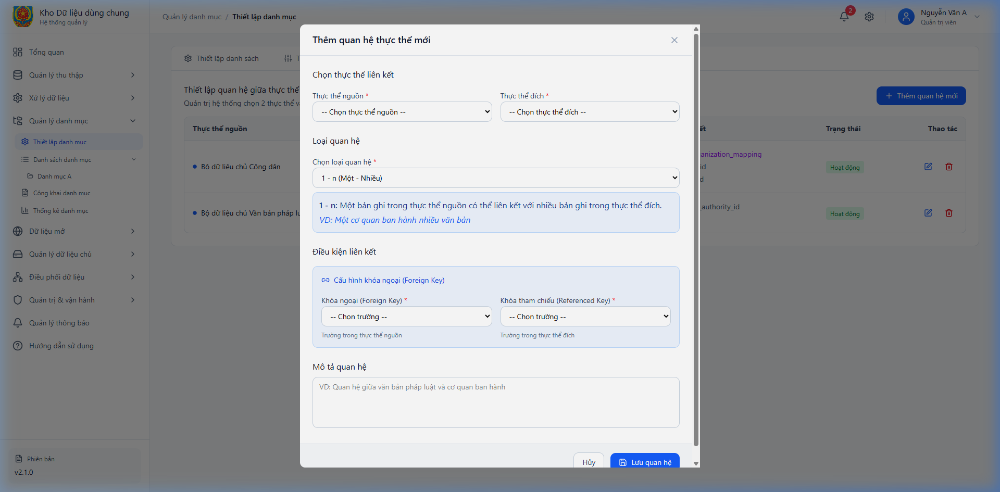 Kho Dữ liệu dùng chung
Hệ thống quản lý
Quản lý danh mục / Thiết lập danh mục
2
Nguyễn Văn A
Quản trị viên
Tổng quan
Quản lý thu thập
Xử lý dữ liệu
Quản lý danh mục
Thiết lập danh mục
Danh sách danh mục
Danh mục A
Công khai danh mục
Thống kê danh mục
Dữ liệu mở
Quản lý dữ liệu chủ
Điều phối dữ liệu
Quản trị & vận hành
Quản lý thông báo
Hướng dẫn sử dụng
Phiên bản
v2.1.0
Thiết lập danh sách
Thiết lập quan hệ giữa thực thể
Quản trị hệ thống chọn 2 thực thể
Thêm quan hệ mới
Thực thể nguồn
Trạng thái
Thao tác
Bộ dữ liệu chủ Công dân
anization_mapping
id
d
Hoạt động
Bộ dữ liệu chủ Văn bản pháp
_authority_id
Hoạt động
Thêm quan hệ thực thể mới
Chọn thực thể liên kết
Thực thể nguồn *
Thực thể đích *
-- Chọn thực thể nguồn --
-- Chọn thực thể đích --
Loại quan hệ
Chọn loại quan hệ *
1 - n (Một - Nhiều)
1 - n: Một bản ghi trong thực thể nguồn có thể liên kết với nhiều bản ghi trong thực thể đích.
VD: Một cơ quan ban hành nhiều văn bản
Điều kiện liên kết
Cấu hình khóa ngoại (Foreign Key)
Khóa ngoại (Foreign Key) *
Khóa tham chiếu (Referenced Key) *
-- Chọn trường --
-- Chọn trường --
Trường trong thực thể nguồn
Trường trong thực thể đích
Mô tả quan hệ
VD: Quan hệ giữa văn bản pháp luật và cơ quan ban hành
Hủy
Lưu quan hệ